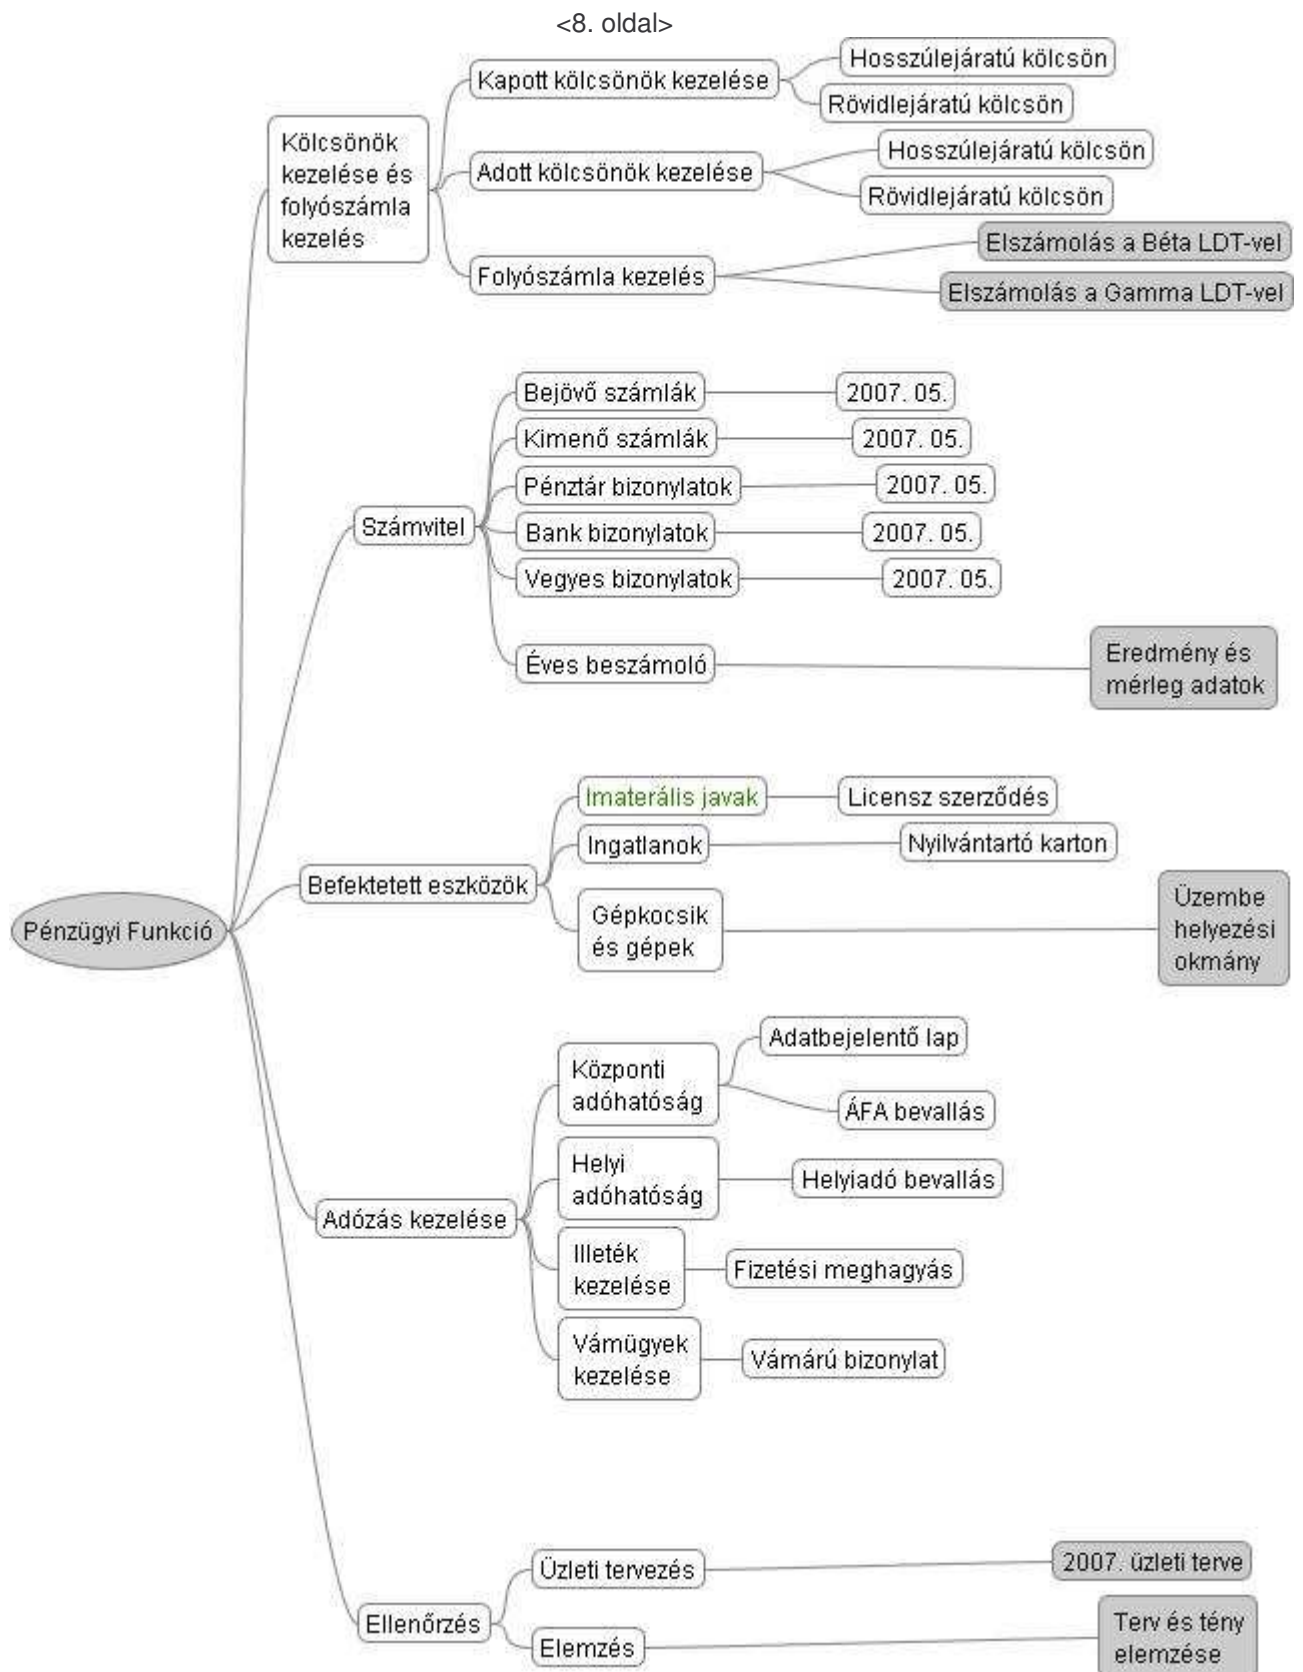 <8. oldal>
Kapott kölcsönök kezelése
Hosszúlejáratú kölcsön
Rövidlejáratú kölcsön
Kölcsönök
kezelése és
folyószámla
kezelés
Adott kölcsönök kezelése
Hosszúlejáratú kölcsön
Rövidlejáratú kölcsön
Folyószámla kezelés
Elszámolás a Béta LDT-vel
Elszámolás a Gamma LDT-vel
Számvitel
Bejövő számlák
2007. 05.
Kimenő számlák
2007. 05.
Pénztár bizonylatok
2007. 05.
Bank bizonylatok
2007. 05.
Vegyes bizonylatok
2007. 05.
Éves beszámoló
Eredmény és
mérleg adatok
Pénzügyi Funkció
Befektetett eszközök
Imaterális javak
Licensz szerződés
Ingatlanok
Nyilvántartó karton
Gépkocsik
és gépek
Üzembe
helyezési
okmány
Adózás kezelése
Központi
adóhatóság
Adatbejelentő lap
ÁFA bevallás
Helyi
adóhatóság
Helyiadó bevallás
Illeték
kezelése
Fizetési meghagyás
Vámügyek
kezelése
Vámárú bizonylat
Ellenőrzés
Üzleti tervezés
2007. üzleti terve
Elemzés
Terv és tény
elemzése